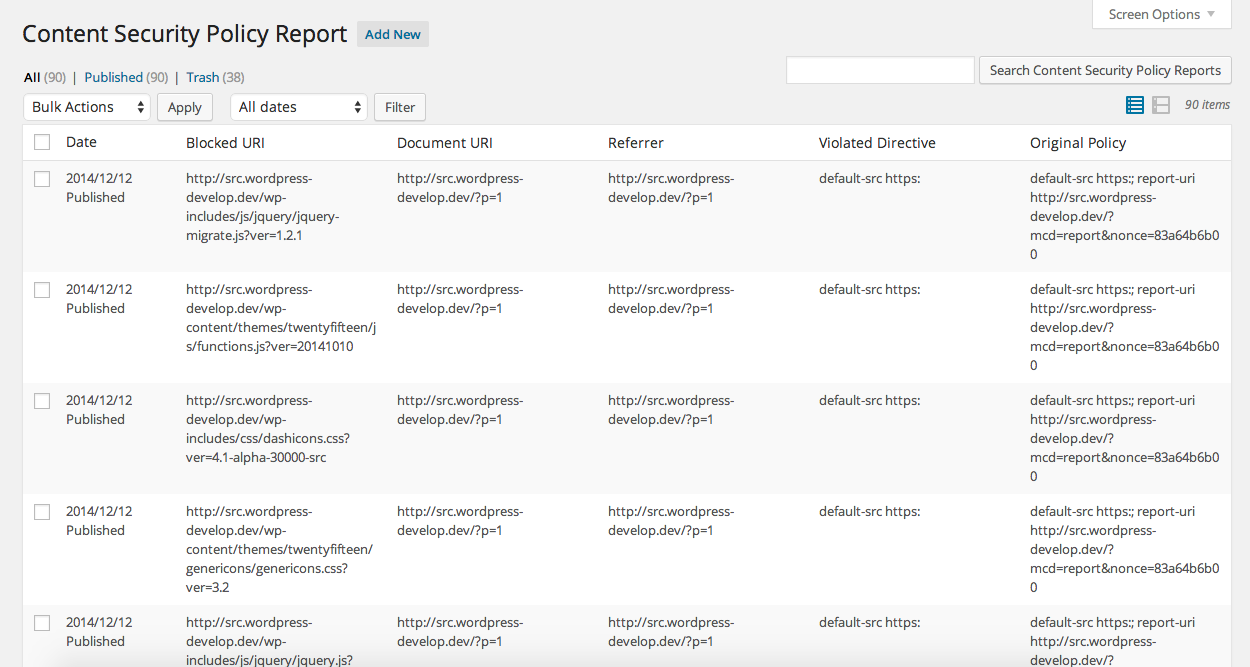 Screen Options
Content Security Policy Report Add New
All (90) | Published (90) | Trash (38)
Search Content Security Policy Reports
Bulk Actions Apply All dates Filter 90 items
Date Blocked URI Document URI Referrer Violated Directive Original Policy
2014/12/12 http://src.wordpress- http://src.wordpress- http://src.wordpress- default-src https: default-src https:; report-uri
Published develop.dev/wp- develop.dev/?p=1 develop.dev/?p=1 http://src.wordpress-
includes/js/jquery/jquery- develop.dev/?
migrate.js?ver=1.2.1 mcd=report&nonce=83a64b6b0
0
2014/12/12 http://src.wordpress- http://src.wordpress- http://src.wordpress- default-src https: default-src https:; report-uri
Published develop.dev/wp- develop.dev/?p=1 develop.dev/?p=1 http://src.wordpress-
content/themes/twentyfifteen/j develop.dev/?
s/functions.js?ver=20141010 mcd=report&nonce=83a64b6b0
0
2014/12/12 http://src.wordpress- http://src.wordpress- http://src.wordpress- default-src https: default-src https:; report-uri
Published develop.dev/wp- develop.dev/?p=1 develop.dev/?p=1 http://src.wordpress-
includes/css/dashicons.css? develop.dev/?
ver=4.1-alpha-30000-src mcd=report&nonce=83a64b6b0
0
2014/12/12 http://src.wordpress- http://src.wordpress- http://src.wordpress- default-src https: default-src https:; report-uri
Published develop.dev/wp- develop.dev/?p=1 develop.dev/?p=1 http://src.wordpress-
content/themes/twentyfifteen/ develop.dev/?
genericons/genericons.css? mcd=report&nonce=83a64b6b0
ver=3.2 0
2014/12/12 http://src.wordpress- http://src.wordpress- http://src.wordpress- default-src https: default-src https:; report-uri
Published develop.dev/wp- develop.dev/?p=1 develop.dev/?p=1 http://src.wordpress-
includes/js/jquery/jquery.js? develop.dev/?